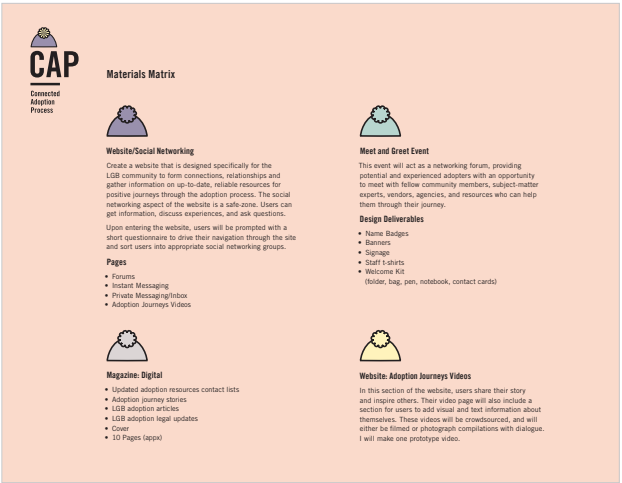 CAP
Connected
Adoption
Process
Materials Matrix
Website/Social Networking
Create a website that is designed specifically for the
LGB community to form connections, relationships and
gather information on up-to-date, reliable resources for
positive journeys through the adoption process. The social
networking aspect of the website is a safe-zone. Users can
get information, discuss experiences, and ask questions.
Upon entering the website, users will be prompted with a
short questionnaire to drive their navigation through the site
and sort users into appropriate social networking groups.
Pages
• Forums
• Instant Messaging
• Private Messaging/Inbox
• Adoption Journeys Videos
Meet and Greet Event
This event will act as a networking forum, providing
potential and experienced adopters with an opportunity
to meet with fellow community members, subject-matter
experts, vendors, agencies, and resources who can help
them through their journey.
Design Deliverables
• Name Badges
• Banners
• Signage
• Staff t-shirts
• Welcome Kit
(folder, bag, pen, notebook, contact cards)
Magazine: Digital
• Updated adoption resources contact lists
• Adoption journey stories
• LGB adoption articles
• LGB adoption legal updates
• Cover
• 10 Pages (appx)
Website: Adoption Journeys Videos
In this section of the website, users share their story
and inspire others. Their video page will also include a
section for users to add visual and text information about
themselves. These videos will be crowdsourced, and will
either be filmed or photograph compilations with dialogue.
I will make one prototype video.